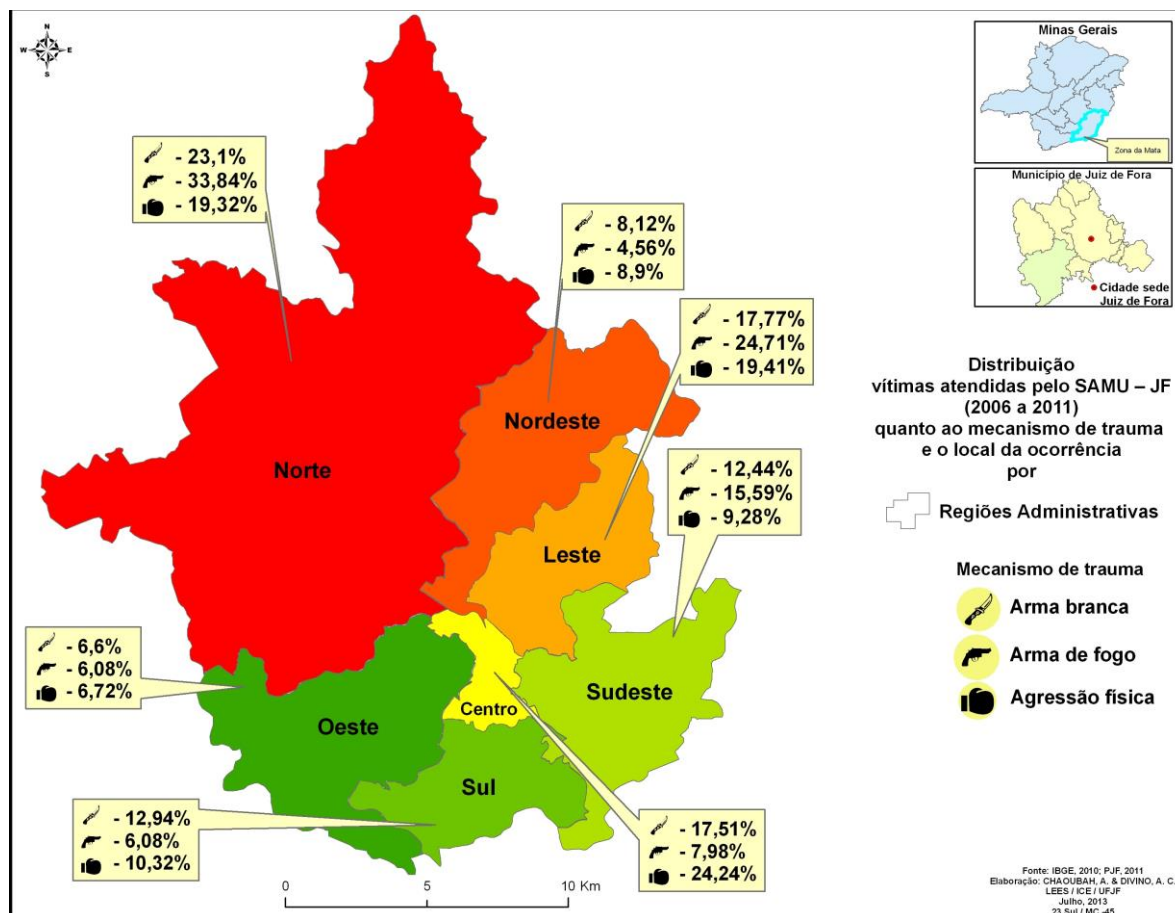 N
W
E
S
- 23,1%
- 33,84%
- 19,32%
- 8,12%
- 4,56%
- 8,9%
- 17,77%
- 24,71%
- 19,41%
- 12,44%
- 15,59%
- 9,28%
- 6,6%
- 6,08%
- 6,72%
- 12,94%
- 6,08%
- 10,32%
- 17,51%
- 7,98%
- 24,24%
Norte
Nordeste
Leste
Sudeste
Centro
Oeste
Sul
0 5 10 Km
Minas Gerais
Zona da Mata
Município de Juiz de Fora
Cidade sede
Juiz de Fora
Distribuição
vítimas atendidas pelo SAMU – JF
(2006 a 2011)
quanto ao mecanismo de trauma
e o local da ocorrência
por
Regiões Administrativas
Mecanismo de trauma
Arma branca
Arma de fogo
Agressão física
Fonte: IBGE, 2010; PJF, 2011
Elaboração: CHAOUBAH, A. & DIVINO, A. C.
LEES / ICE / UFJF
Julho, 2013
23 Sul / MC -45